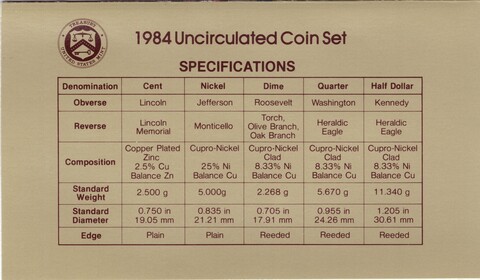 TREASURY
UNITED STATES MINT
1984 Uncirculated Coin Set
SPECIFICATIONS
Denomination Cent Nickel Dime Quarter Half Dollar
Obverse Lincoln Jefferson Roosevelt Washington Kennedy
Reverse Lincoln Memorial Monticello Torch, Olive Branch, Oak Branch Heraldic Eagle Heraldic Eagle
Composition Copper Plated Zinc 2.5% Cu Balance Zn Cupro-Nickel 25% Ni Balance Cu Cupro-Nickel Clad 8.33% Ni Balance Cu Cupro-Nickel Clad 8.33% Ni Balance Cu Cupro-Nickel Clad 8.33% Ni Balance Cu
Standard Weight 2.500 g 5.000g 2.268 g 5.670 g 11.340 g
Standard Diameter 0.750 in 19.05 mm 0.835 in 21.21 mm 0.705 in 17.91 mm 0.955 in 24.26 mm 1.205 in 30.61 mm
Edge Plain Plain Reeded Reeded Reeded